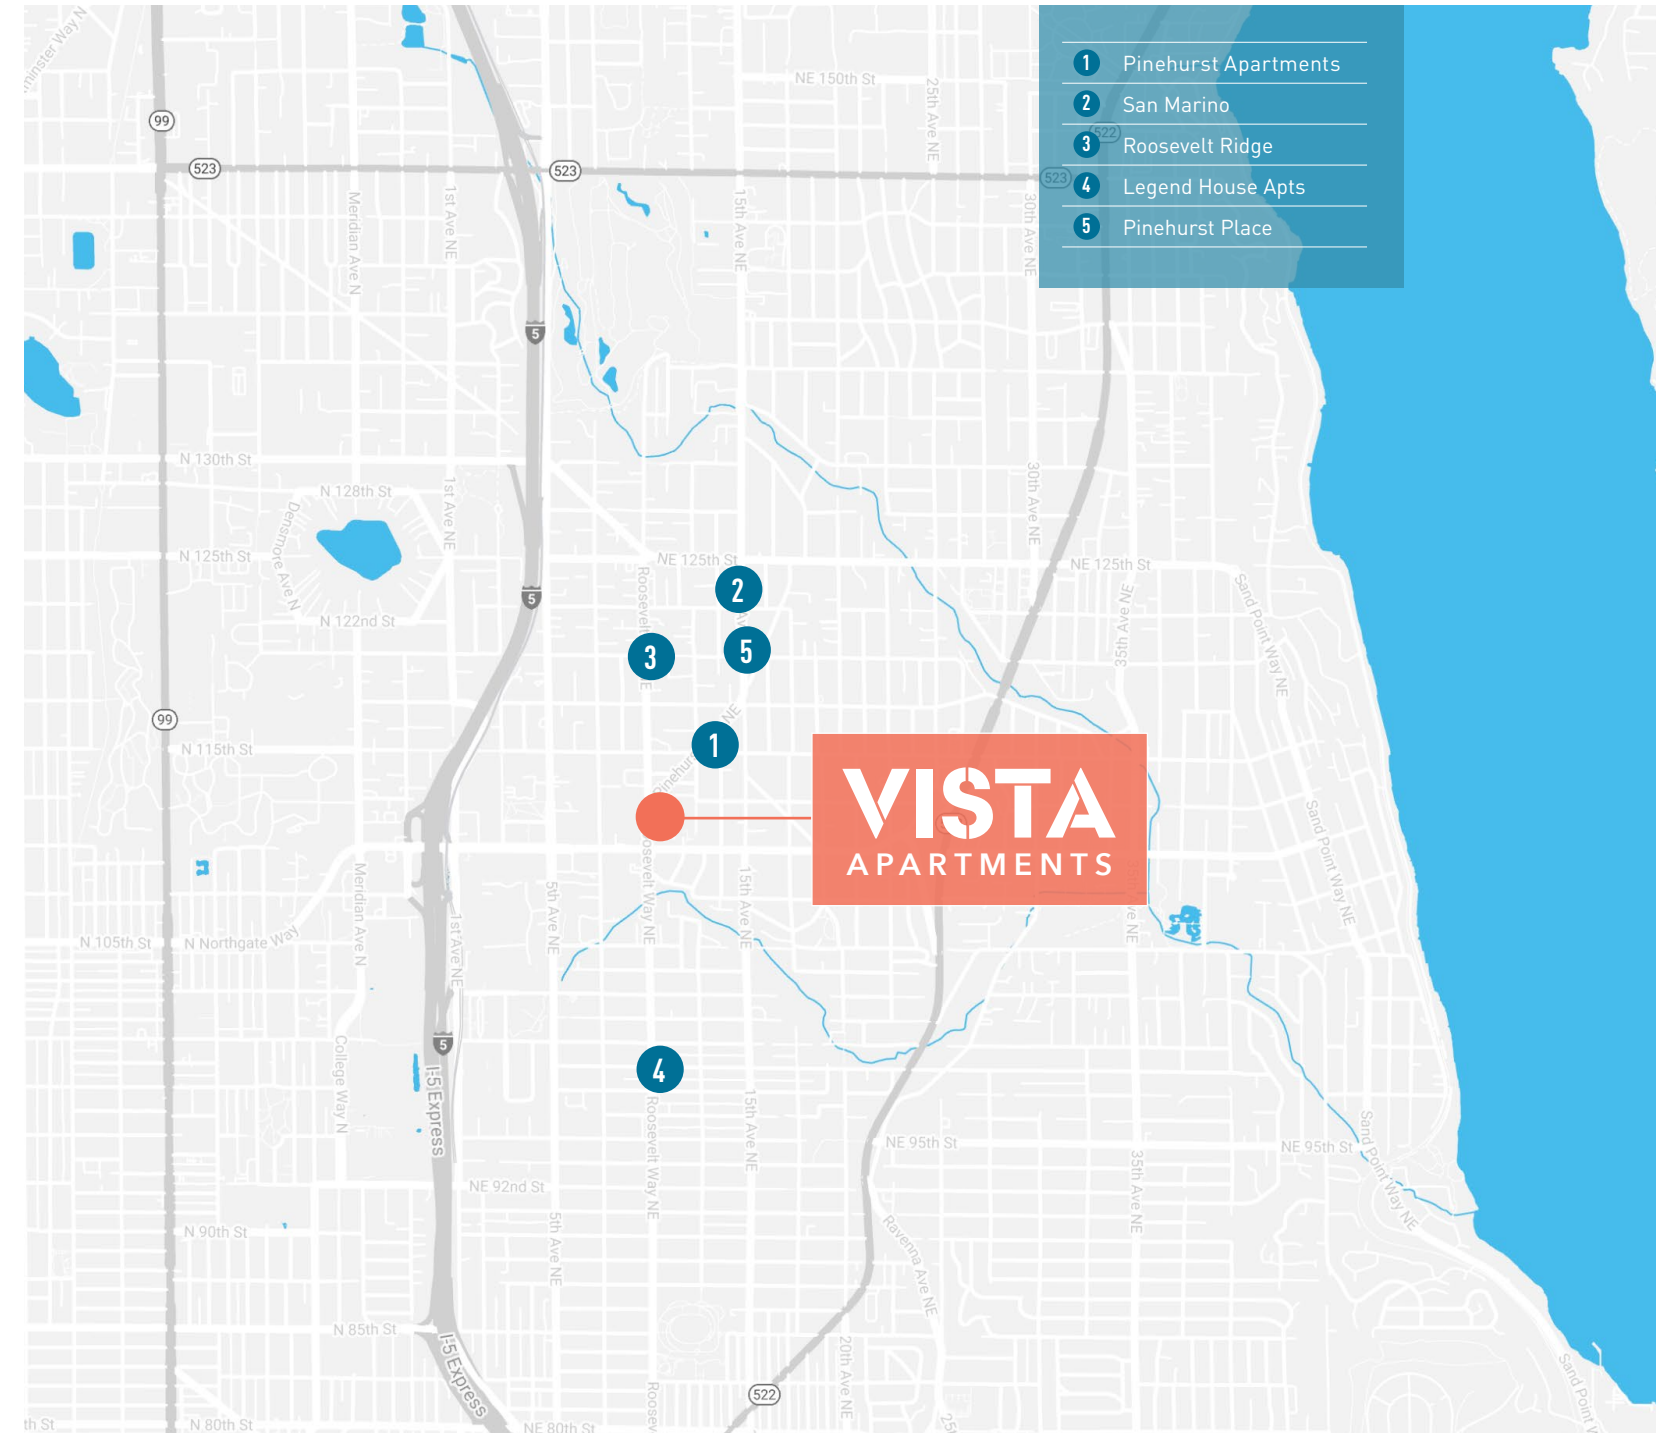 NE 150th St
25th Ave NE
99
523
523
522
523
1 Pinehurst Apartments
2 San Marino
3 Roosevelt Ridge
4 Legend House Apts
5 Pinehurst Place
Meridian Ave N
1st Ave NE
15th Ave NE
30th Ave NE
5
N 130th St
N 128th St
Densmore Ave N
1st Ave NE
30th Ave NE
N 125th St
NE 125th St
NE 125th St
5
N 122nd St
Roosevelt
2
3
5
35th Ave NE
Sand Point Way NE
99
N 115th St
1
NE
VISTA
APARTMENTS
Sand Point Way NE
Meridian Ave N
5th Ave NE
15th Ave NE
N 105th St
N Northgate Way
1st Ave NE
5
College Way N
I-5 Express
4
Roosevelt Way NE
15th Ave NE
NE 95th St
NE 95th St
35th Ave NE
Sand Point Way NE
NE 92nd St
5th Ave NE
N 90th St
Ravenna Ave NE
N 85th St
I-5 Express
20th Ave NE
522
Sand Point
N 80th St
NE 80th St